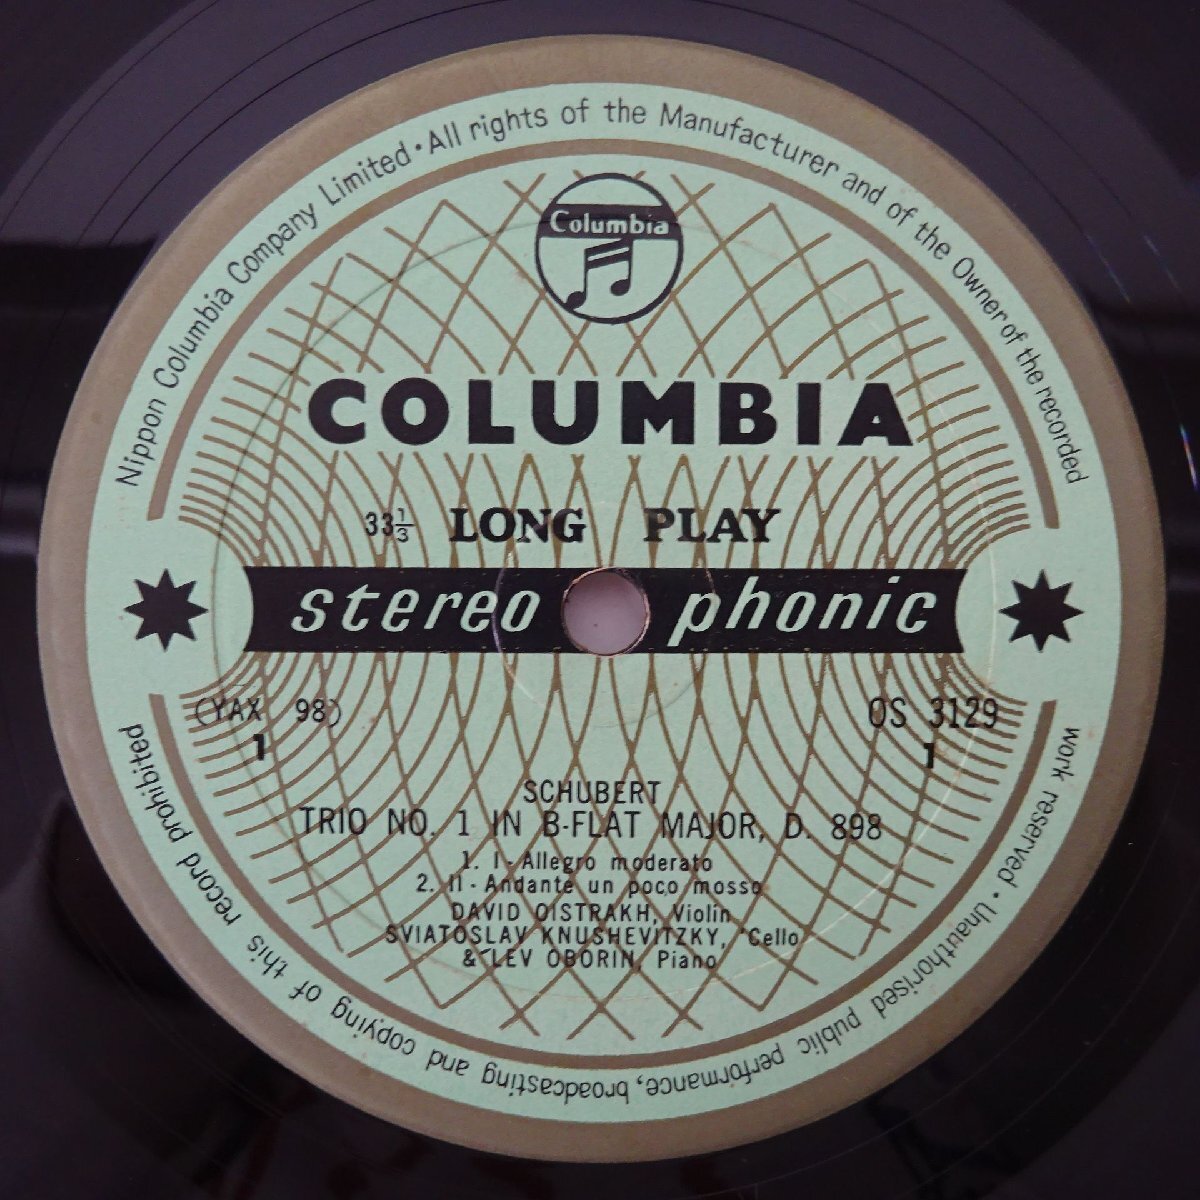 Nippon Columbia Company Limited · All rights of the Manufacturer and of the Owner of the recorded
work reserved · Unauthorised public performance, broadcasting and copying of this record prohibited
Columbia
COLUMBIA
33 1/3 LONG PLAY
stereo phonic
(YAX 98) OS 3129
1 1
SCHUBERT
TRIO NO. 1 IN B-FLAT MAJOR, D. 898
1. I - Allegro moderato
2. II - Andante un poco mosso
DAVID OISTRAKH, Violin
SVIATOSLAV KNUSHEVITZKY, Cello
& LEV OBORIN, Piano